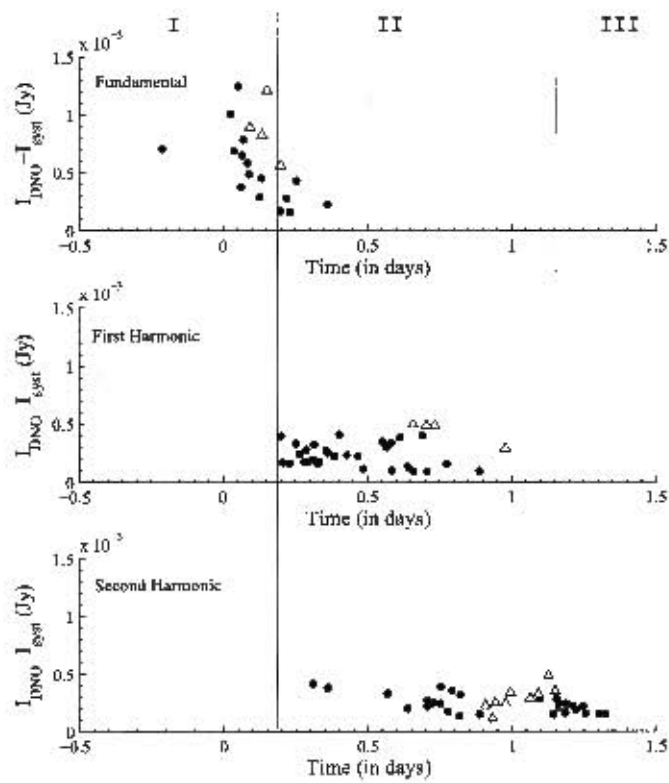 I II III
x 10⁻³
Fundamental
I_DNO–I_syst (Jy)
1.5
1
0.5
0
−0.5 0 0.5 1 1.5
Time (in days)
x 10⁻³
First Harmonic
I_DNO I_syst (Jy)
1.5
1
0.5
0
−0.5 0 0.5 1 1.5
Time (in days)
x 10⁻³
Second Harmonic
I_DNO I_syst (Jy)
1.5
1
0.5
0
−0.5 0 0.5 1 1.5
Time (in days)